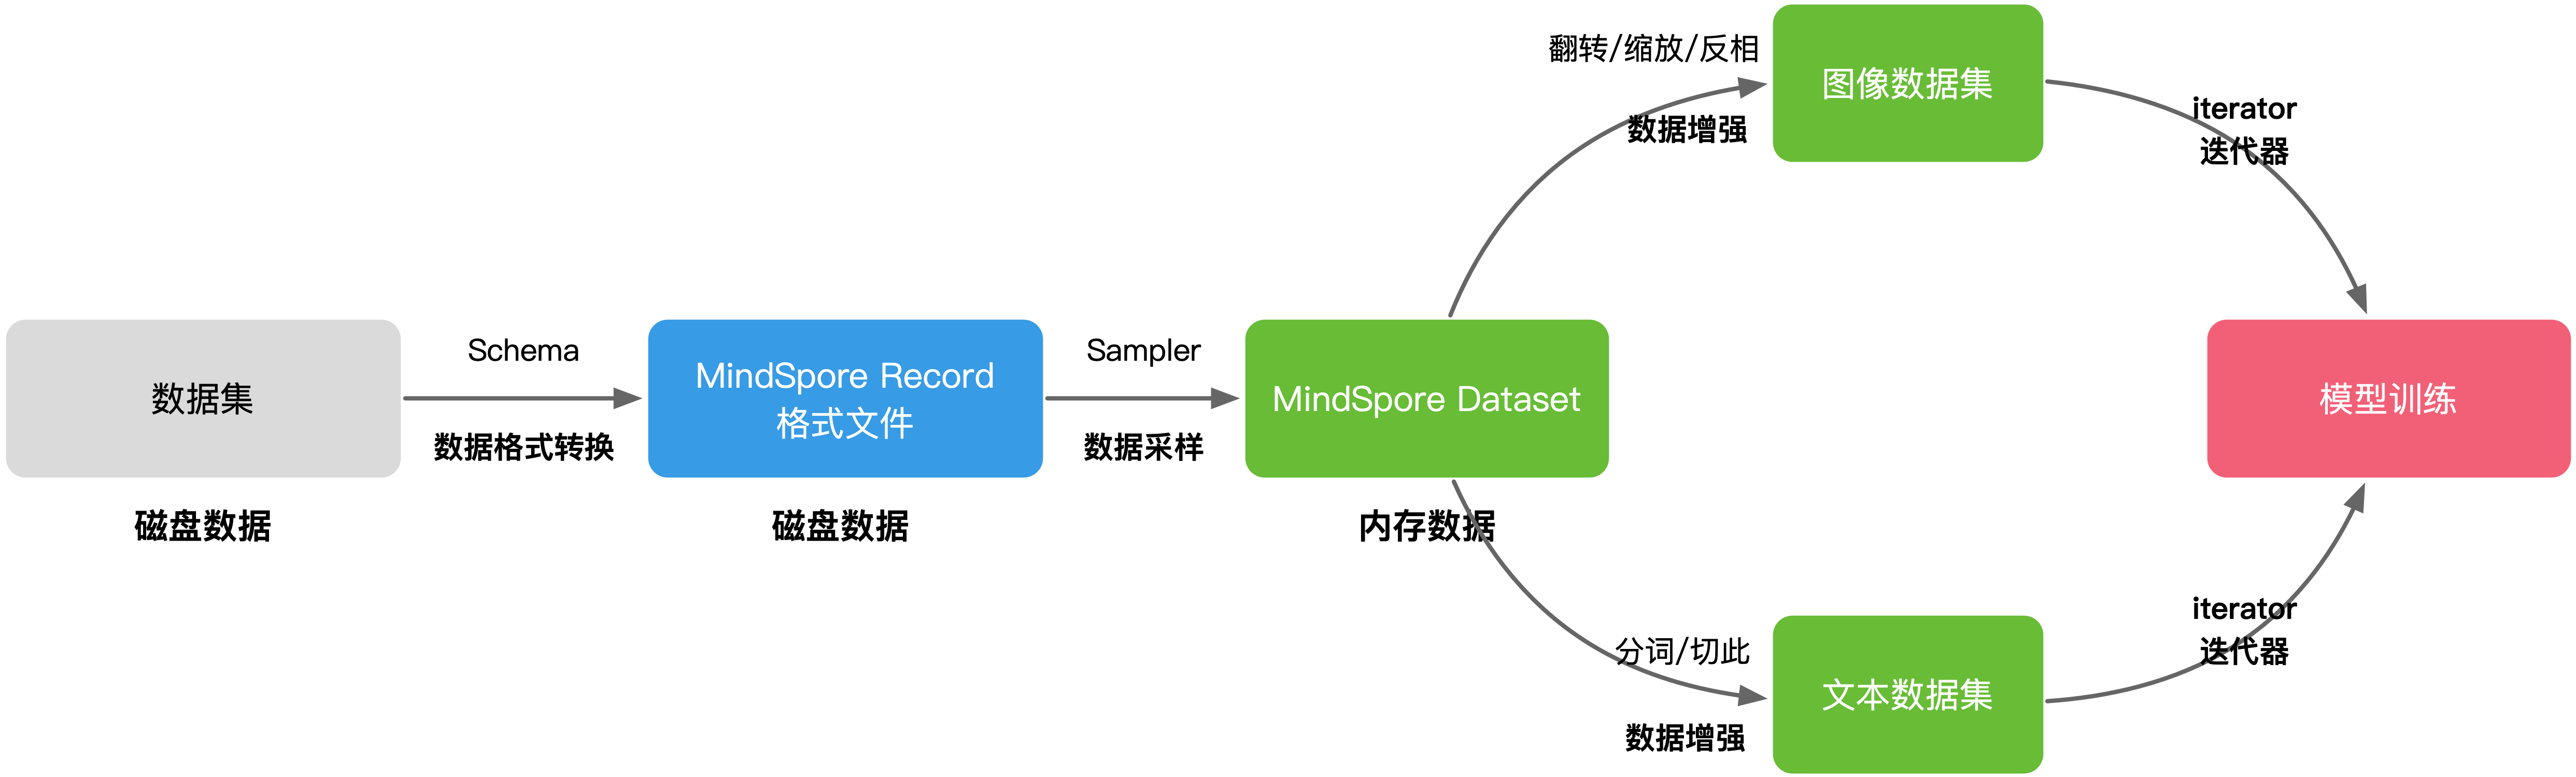 数据集
磁盘数据
Schema
数据格式转换
MindSpore Record
格式文件
磁盘数据
Sampler
数据采样
MindSpore Dataset
内存数据
翻转/缩放/反相
数据增强
图像数据集
iterator
迭代器
分词/切此
数据增强
文本数据集
iterator
迭代器
模型训练